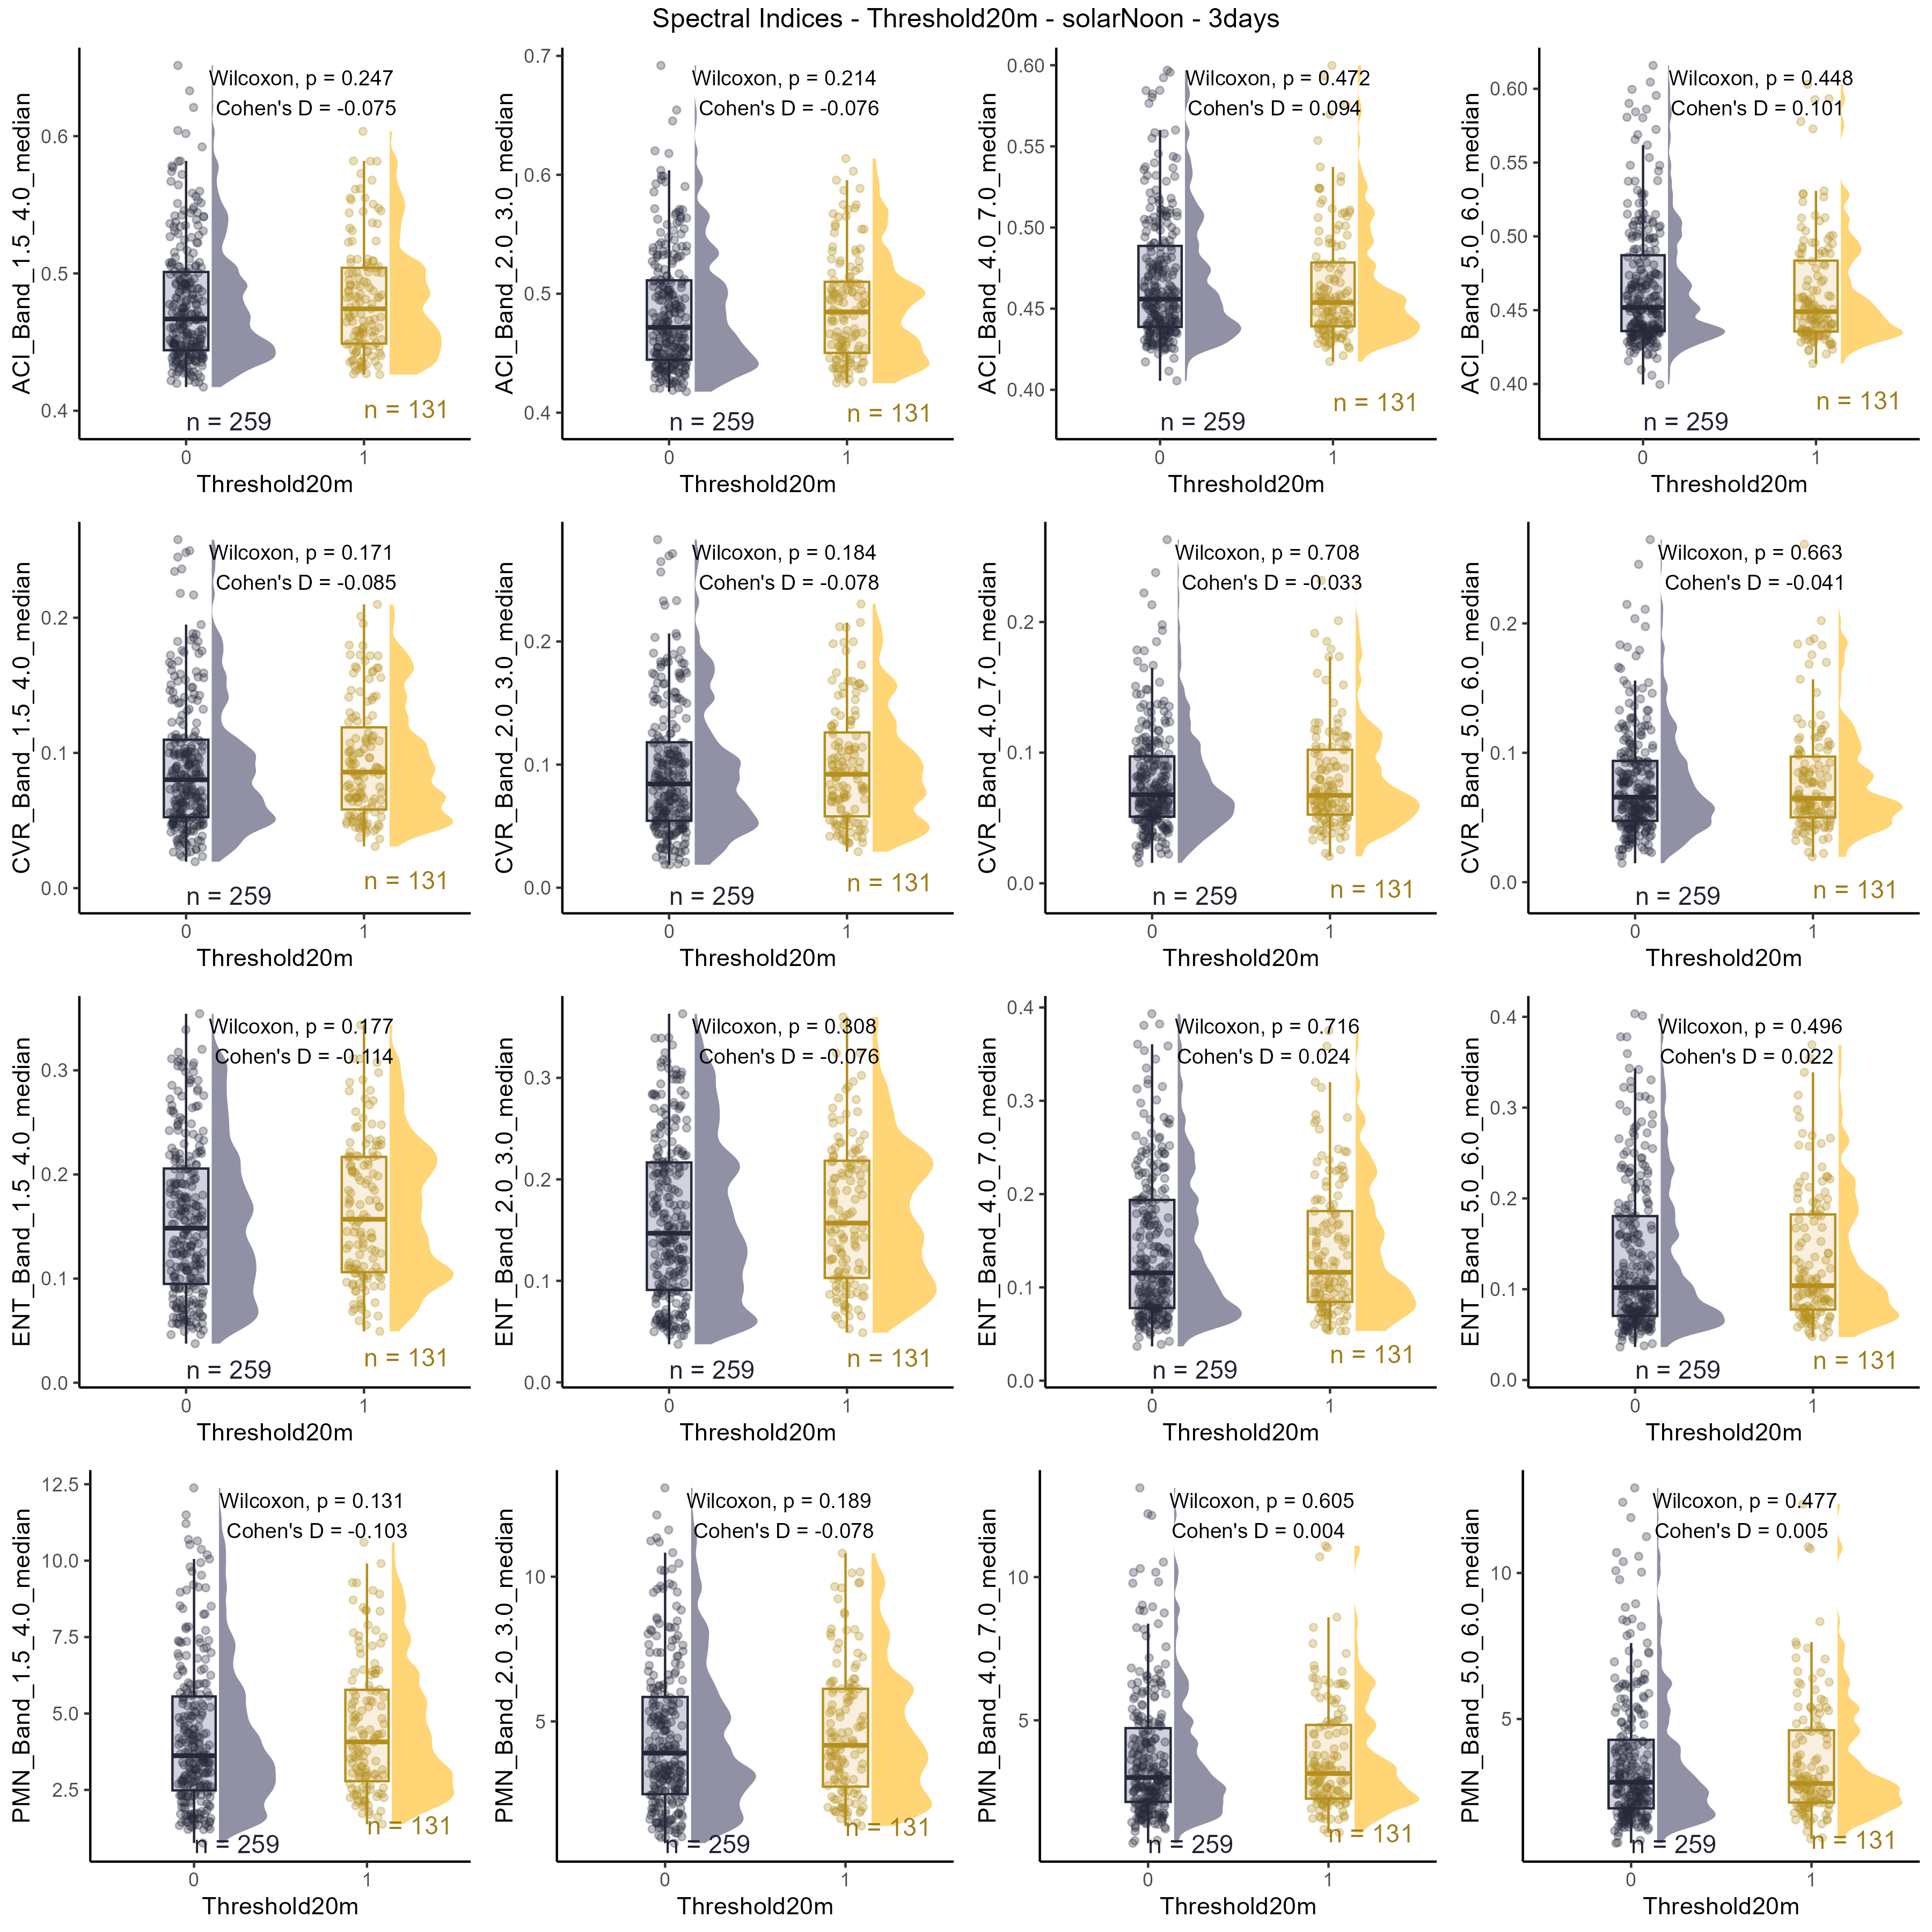 Spectral Indices - Threshold20m - solarNoon - 3days
ACI_Band_1.5_4.0_median
0.6
0.5
0.4
Wilcoxon, p = 0.247
Cohen's D = -0.075
n = 259
n = 131
0
1
Threshold20m
ACI_Band_2.0_3.0_median
0.7
0.6
0.5
0.4
Wilcoxon, p = 0.214
Cohen's D = -0.076
n = 259
n = 131
0
1
Threshold20m
ACI_Band_4.0_7.0_median
0.60
0.55
0.50
0.45
0.40
Wilcoxon, p = 0.472
Cohen's D = 0.094
n = 259
n = 131
0
1
Threshold20m
ACI_Band_5.0_6.0_median
0.60
0.55
0.50
0.45
0.40
Wilcoxon, p = 0.448
Cohen's D = 0.101
n = 259
n = 131
0
1
Threshold20m
CVR_Band_1.5_4.0_median
0.2
0.1
0.0
Wilcoxon, p = 0.171
Cohen's D = -0.085
n = 259
n = 131
0
1
Threshold20m
CVR_Band_2.0_3.0_median
0.2
0.1
0.0
Wilcoxon, p = 0.184
Cohen's D = -0.078
n = 259
n = 131
0
1
Threshold20m
CVR_Band_4.0_7.0_median
0.2
0.1
0.0
Wilcoxon, p = 0.708
Cohen's D = -0.033
n = 259
n = 131
0
1
Threshold20m
CVR_Band_5.0_6.0_median
0.2
0.1
0.0
Wilcoxon, p = 0.663
Cohen's D = -0.041
n = 259
n = 131
0
1
Threshold20m
ENT_Band_1.5_4.0_median
0.3
0.2
0.1
0.0
Wilcoxon, p = 0.177
Cohen's D = -0.114
n = 259
n = 131
0
1
Threshold20m
ENT_Band_2.0_3.0_median
0.3
0.2
0.1
0.0
Wilcoxon, p = 0.308
Cohen's D = -0.076
n = 259
n = 131
0
1
Threshold20m
ENT_Band_4.0_7.0_median
0.4
0.3
0.2
0.1
0.0
Wilcoxon, p = 0.716
Cohen's D = 0.024
n = 259
n = 131
0
1
Threshold20m
ENT_Band_5.0_6.0_median
0.4
0.3
0.2
0.1
0.0
Wilcoxon, p = 0.496
Cohen's D = 0.022
n = 259
n = 131
0
1
Threshold20m
PMN_Band_1.5_4.0_median
12.5
10.0
7.5
5.0
2.5
Wilcoxon, p = 0.131
Cohen's D = -0.103
n = 259
n = 131
0
1
Threshold20m
PMN_Band_2.0_3.0_median
10
5
Wilcoxon, p = 0.189
Cohen's D = -0.078
n = 259
n = 131
0
1
Threshold20m
PMN_Band_4.0_7.0_median
10
5
Wilcoxon, p = 0.605
Cohen's D = 0.004
n = 259
n = 131
0
1
Threshold20m
PMN_Band_5.0_6.0_median
10
5
Wilcoxon, p = 0.477
Cohen's D = 0.005
n = 259
n = 131
0
1
Threshold20m